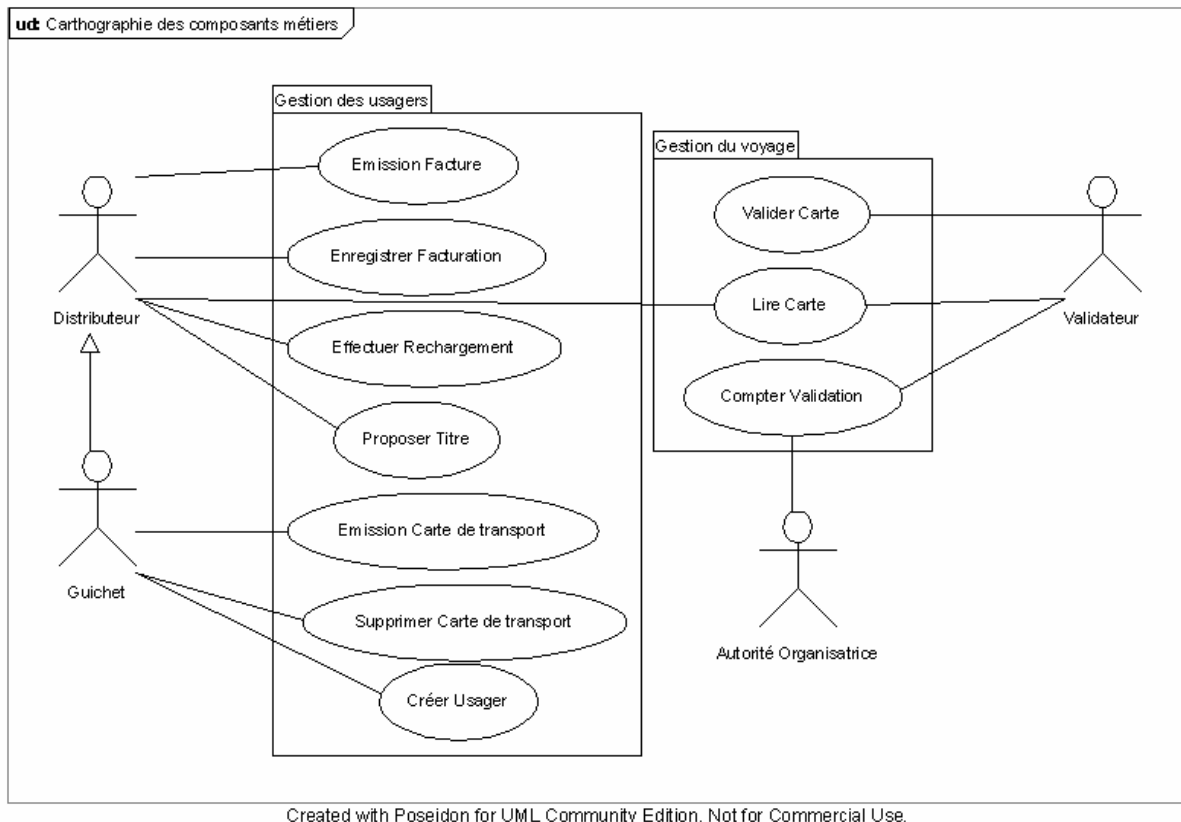 ud: Carthographie des composants métiers
Gestion des usagers
Emission Facture
Enregistrer Facturation
Effectuer Rechargement
Proposer Titre
Emission Carte de transport
Supprimer Carte de transport
Créer Usager
Gestion du voyage
Valider Carte
Lire Carte
Compter Validation
Distributeur
Guichet
Validateur
Autorité Organisatrice
Created with Poseidon for UML Community Edition. Not for Commercial Use.